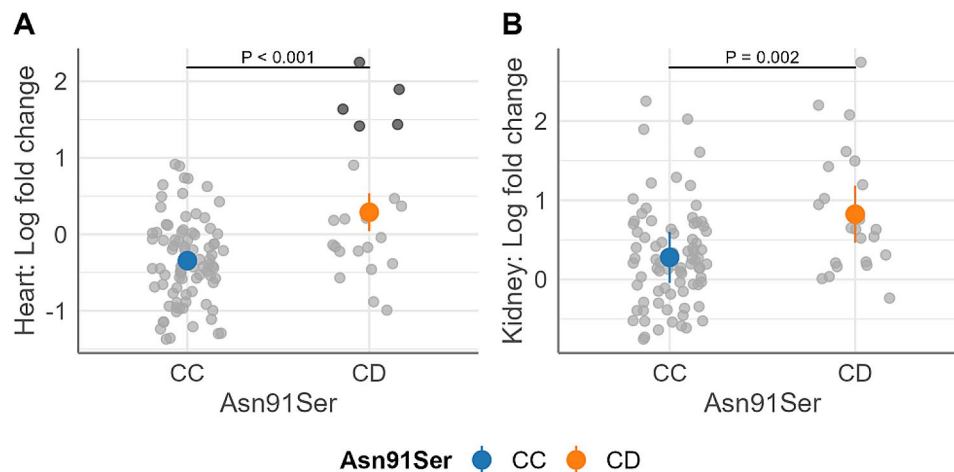 A
Heart: Log fold change
2
1
0
-1
P < 0.001
CC
CD
Asn91Ser
B
Kidney: Log fold change
2
1
0
P = 0.002
CC
CD
Asn91Ser
Asn91Ser CC CD